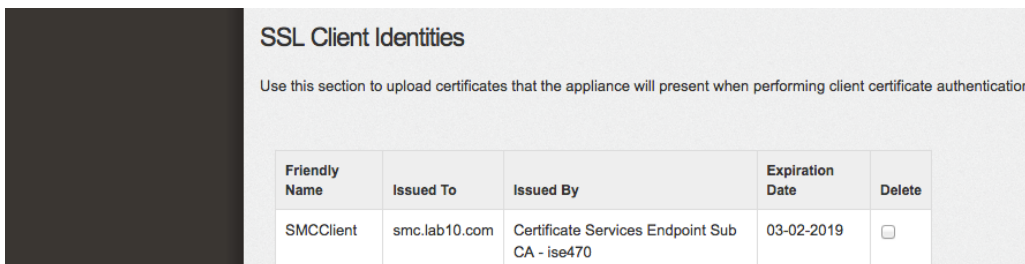 SSL Client Identities
Use this section to upload certificates that the appliance will present when performing client certificate authentication
Friendly Name Issued To Issued By Expiration Date Delete
SMCClient smc.lab10.com Certificate Services Endpoint Sub CA - ise470 03-02-2019